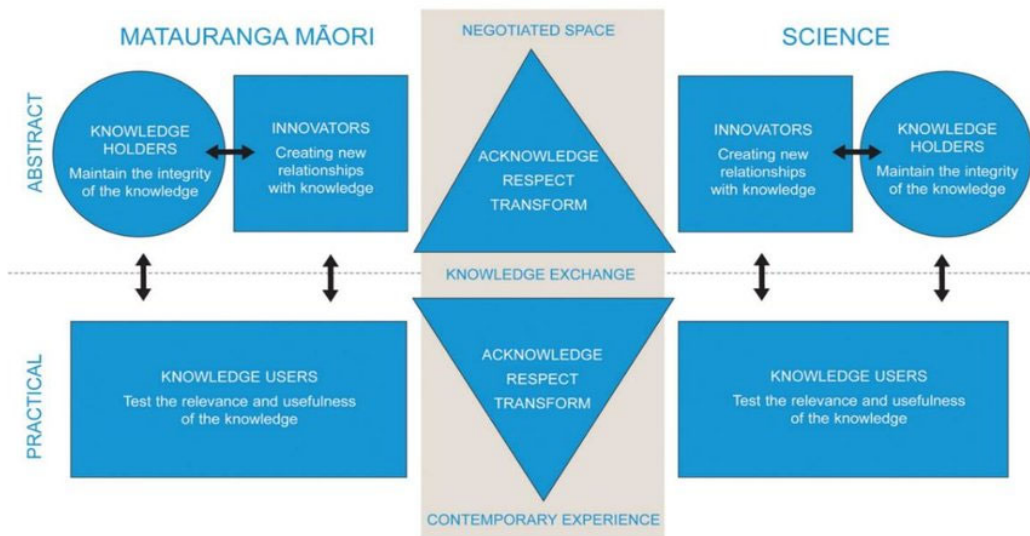 MATAURANGA MĀORI
NEGOTIATED SPACE
SCIENCE
ABSTRACT
KNOWLEDGE
HOLDERS
Maintain the integrity
of the knowledge
INNOVATORS
Creating new
relationships
with knowledge
ACKNOWLEDGE
RESPECT
TRANSFORM
INNOVATORS
Creating new
relationships
with knowledge
KNOWLEDGE
HOLDERS
Maintain the integrity
of the knowledge
KNOWLEDGE EXCHANGE
PRACTICAL
KNOWLEDGE USERS
Test the relevance and usefulness
of the knowledge
ACKNOWLEDGE
RESPECT
TRANSFORM
KNOWLEDGE USERS
Test the relevance and usefulness
of the knowledge
CONTEMPORARY EXPERIENCE